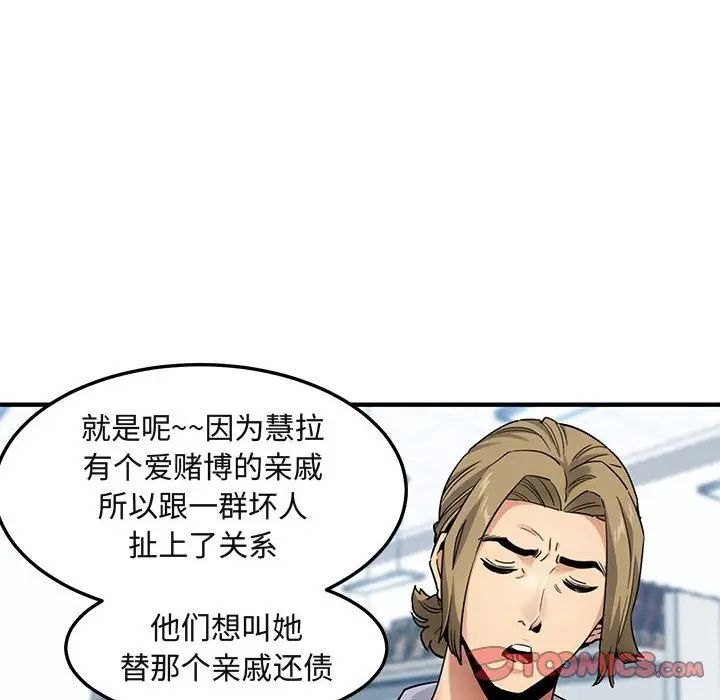 就是呢~~因为慧拉
有个爱赌博的亲戚
所以跟一群坏人
扯上了关系
他们想叫她
替那个亲戚还债
TOOMICS
TOOMICS.COM